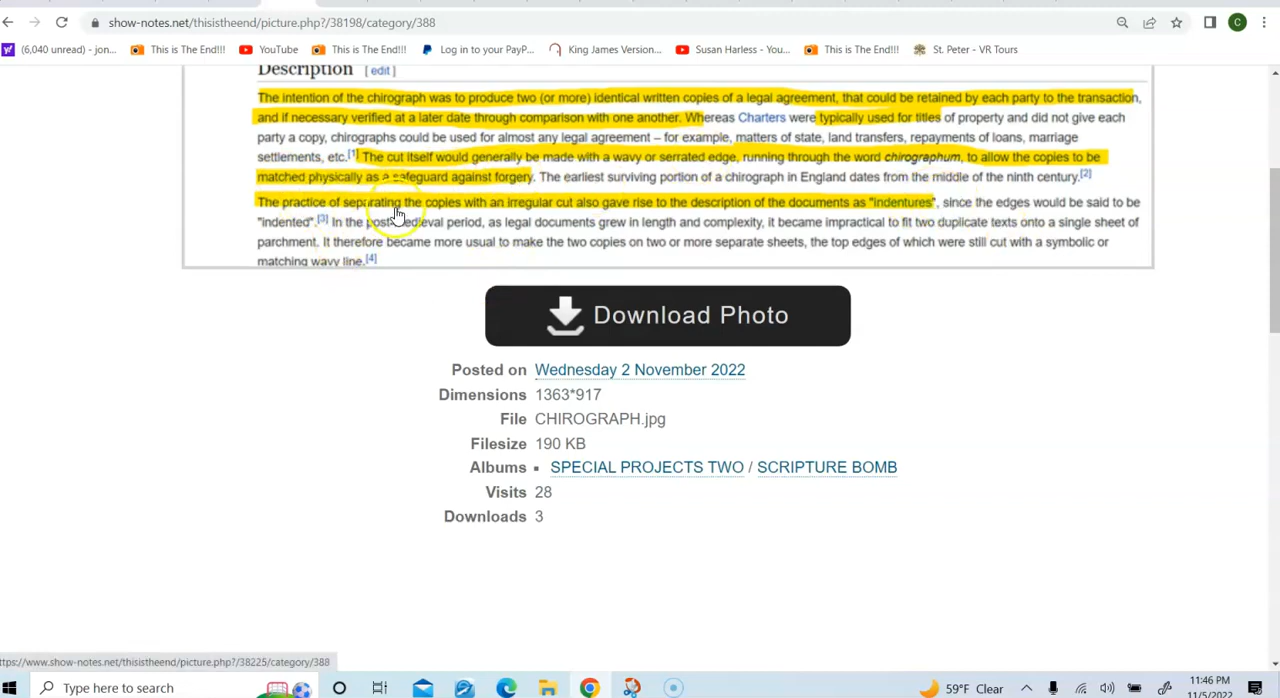 show-notes.net/thisistheend/picture.php?/38198/category/388
C
(6,040 unread) - jon... This is The End!!! YouTube This is The End!!! Log in to your PayP... King James Version... Susan Harless - You... This is The End!!! St. Peter - VR Tours
Description [edit]
The intention of the chirograph was to produce two (or more) identical written copies of a legal agreement, that could be retained by each party to the transaction,
and if necessary verified at a later date through comparison with one another. Whereas Charters were typically used for titles of property and did not give each
party a copy, chirographs could be used for almost any legal agreement – for example, matters of state, land transfers, repayments of loans, marriage
settlements, etc.[1] The cut itself would generally be made with a wavy or serrated edge, running through the word chirographum, to allow the copies to be
matched physically as a safeguard against forgery. The earliest surviving portion of a chirograph in England dates from the middle of the ninth century.[2]
The practice of separating the copies with an irregular cut also gave rise to the description of the documents as "indentures", since the edges would be said to be
"indented".[3] In the post-medieval period, as legal documents grew in length and complexity, it became impractical to fit two duplicate texts onto a single sheet of
parchment. It therefore became more usual to make the two copies on two or more separate sheets, the top edges of which were still cut with a symbolic or
matching wavy line.[4]
Download Photo
Posted on Wednesday 2 November 2022
Dimensions 1363*917
File CHIROGRAPH.jpg
Filesize 190 KB
Albums ▪ SPECIAL PROJECTS TWO / SCRIPTURE BOMB
Visits 28
Downloads 3
ttps://www.show-notes.net/thisistheend/picture.php?/38225/category/388
Type here to search
59°F Clear
11:46 PM
11/5/2022